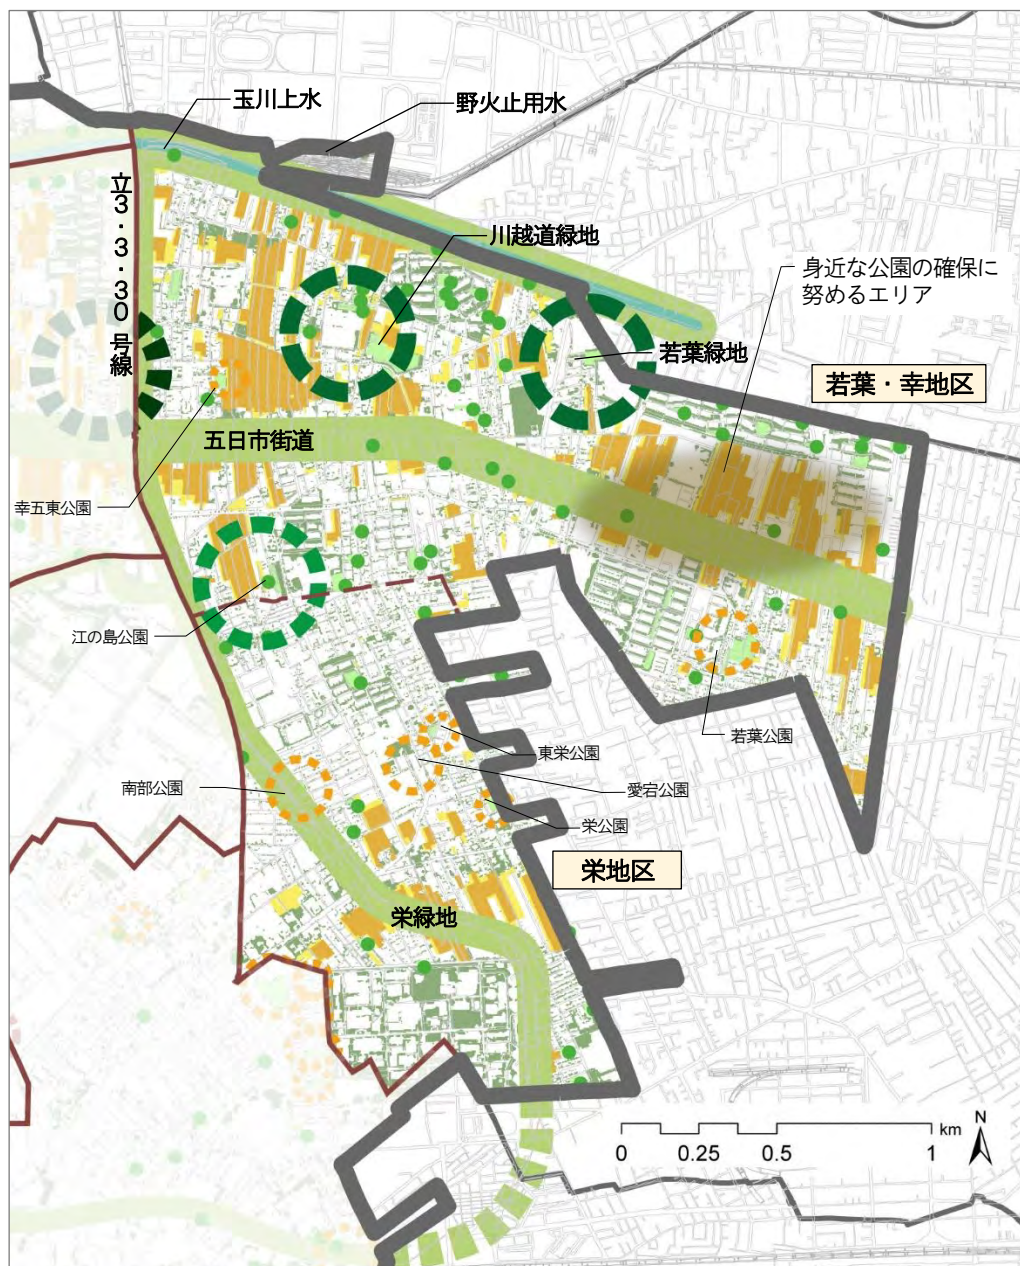 玉川上水
野火止用水
立3・3・30号線
川越道緑地
身近な公園の確保に
努めるエリア
若葉緑地
若葉・幸地区
五日市街道
幸五東公園
江の島公園
若葉公園
東栄公園
南部公園
愛宕公園
栄公園
栄地区
栄緑地
N
km
0
0.25
0.5
1